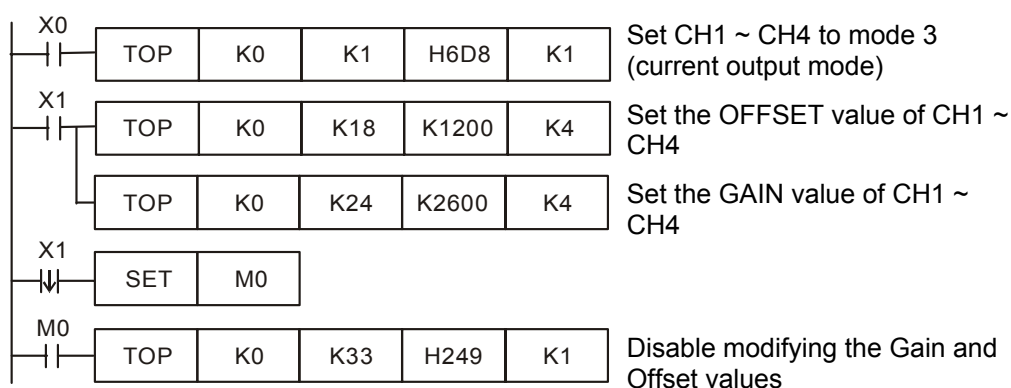 X0
TOP K0 K1 H6D8 K1
Set CH1 ~ CH4 to mode 3
(current output mode)
X1
TOP K0 K18 K1200 K4
Set the OFFSET value of CH1 ~
CH4
TOP K0 K24 K2600 K4
Set the GAIN value of CH1 ~
CH4
X1
SET M0
M0
TOP K0 K33 H249 K1
Disable modifying the Gain and
Offset values